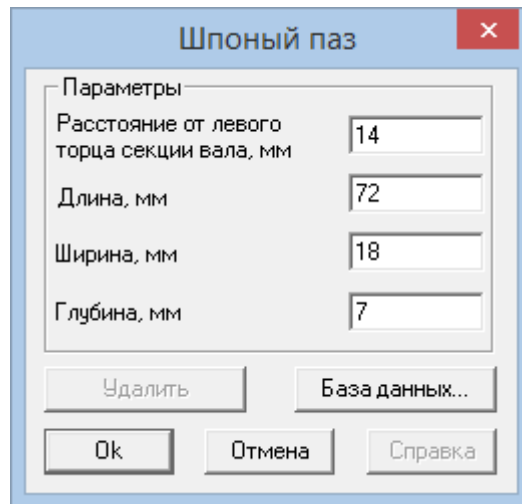 Шпоный паз
Параметры
Расстояние от левого
торца секции вала, мм
14
Длина, мм
72
Ширина, мм
18
Глубина, мм
7
Удалить
База данных...
Ok
Отмена
Справка